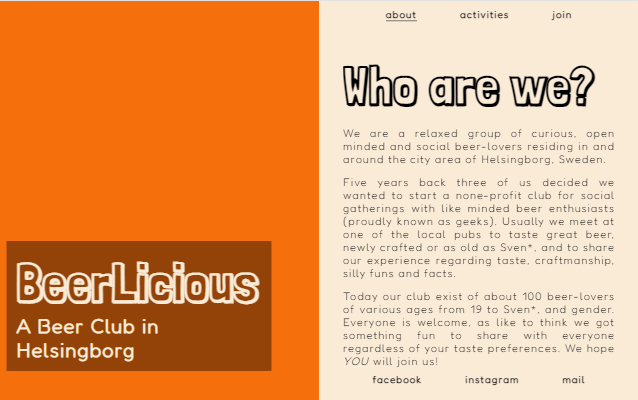 about activities join
Who are we?
We are a relaxed group of curious, open
minded and social beer-lovers residing in and
around the city area of Helsingborg, Sweden.
Five years back three of us decided we
wanted to start a none-profit club for social
gatherings with like minded beer enthusiasts
(proudly known as geeks). Usually we meet at
one of the local pubs to taste great beer,
newly crafted or as old as Sven*, and to share
our experience regarding taste, craftmanship,
silly funs and facts.
Today our club exist of about 100 beer-lovers
of various ages from 19 to Sven*, and gender.
Everyone is welcome, as like to think we got
something fun to share with everyone
regardless of your taste preferences. We hope
YOU will join us!
BeerLicious
A Beer Club in
Helsingborg
facebook instagram mail